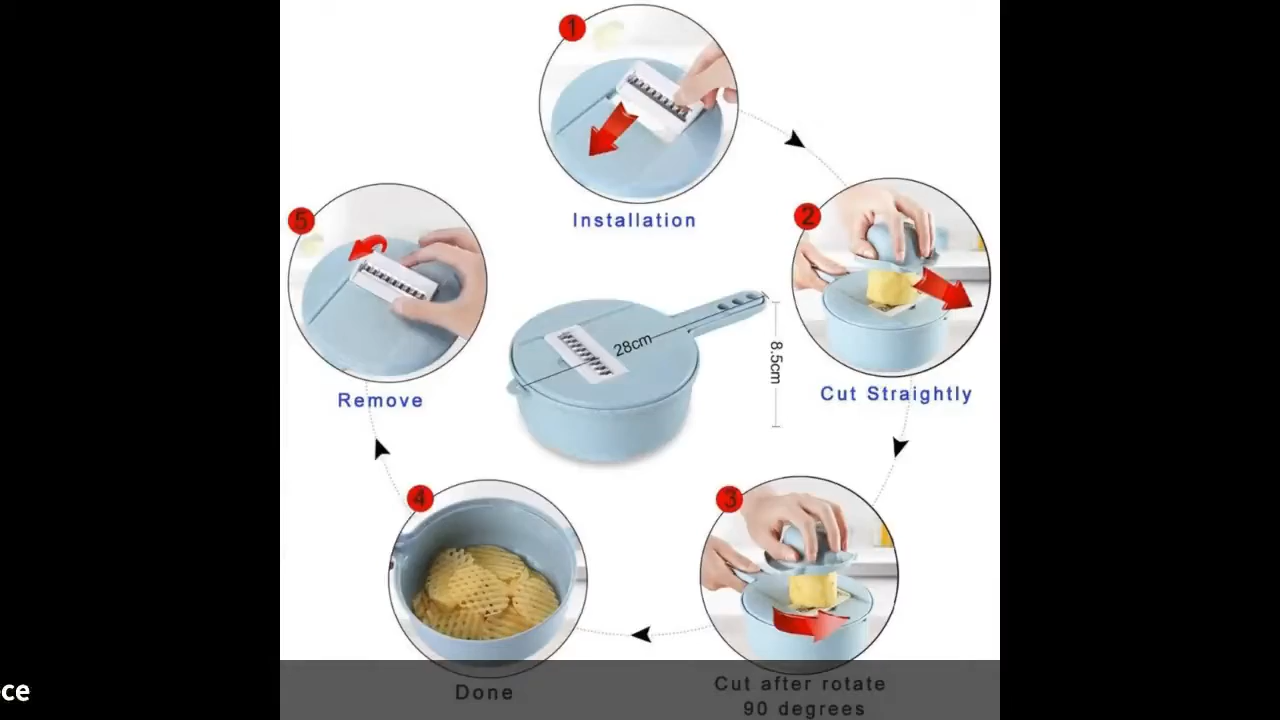 1
Installation
2
Cut Straightly
3
Cut after rotate
90 degrees
4
Done
5
Remove
28cm
8.5cm
ce